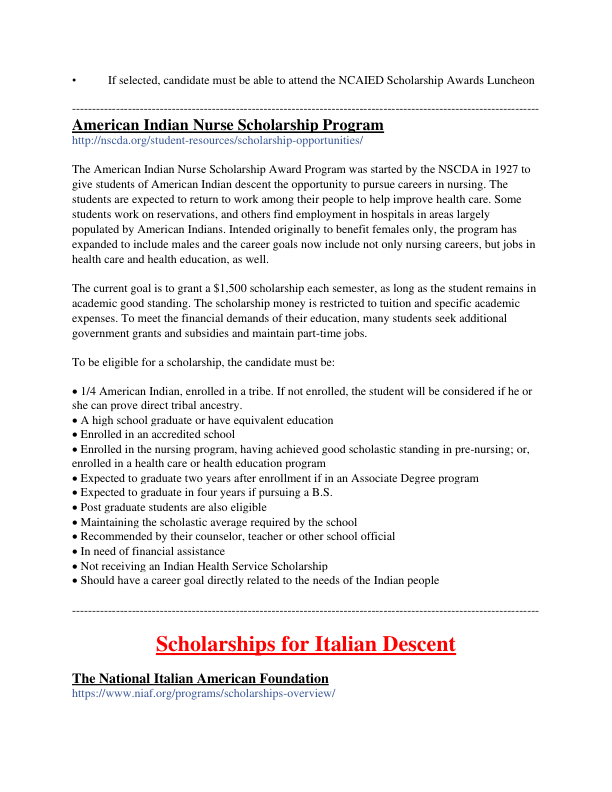 • If selected, candidate must be able to attend the NCAIED Scholarship Awards Luncheon
---------------------------------------------------------------------------------------------------------------------
American Indian Nurse Scholarship Program
http://nscda.org/student-resources/scholarship-opportunities/
The American Indian Nurse Scholarship Award Program was started by the NSCDA in 1927 to
give students of American Indian descent the opportunity to pursue careers in nursing. The
students are expected to return to work among their people to help improve health care. Some
students work on reservations, and others find employment in hospitals in areas largely
populated by American Indians. Intended originally to benefit females only, the program has
expanded to include males and the career goals now include not only nursing careers, but jobs in
health care and health education, as well.
The current goal is to grant a $1,500 scholarship each semester, as long as the student remains in
academic good standing. The scholarship money is restricted to tuition and specific academic
expenses. To meet the financial demands of their education, many students seek additional
government grants and subsidies and maintain part-time jobs.
To be eligible for a scholarship, the candidate must be:
• 1/4 American Indian, enrolled in a tribe. If not enrolled, the student will be considered if he or
she can prove direct tribal ancestry.
• A high school graduate or have equivalent education
• Enrolled in an accredited school
• Enrolled in the nursing program, having achieved good scholastic standing in pre-nursing; or,
enrolled in a health care or health education program
• Expected to graduate two years after enrollment if in an Associate Degree program
• Expected to graduate in four years if pursuing a B.S.
• Post graduate students are also eligible
• Maintaining the scholastic average required by the school
• Recommended by their counselor, teacher or other school official
• In need of financial assistance
• Not receiving an Indian Health Service Scholarship
• Should have a career goal directly related to the needs of the Indian people
---------------------------------------------------------------------------------------------------------------------
Scholarships for Italian Descent
The National Italian American Foundation
https://www.niaf.org/programs/scholarships-overview/